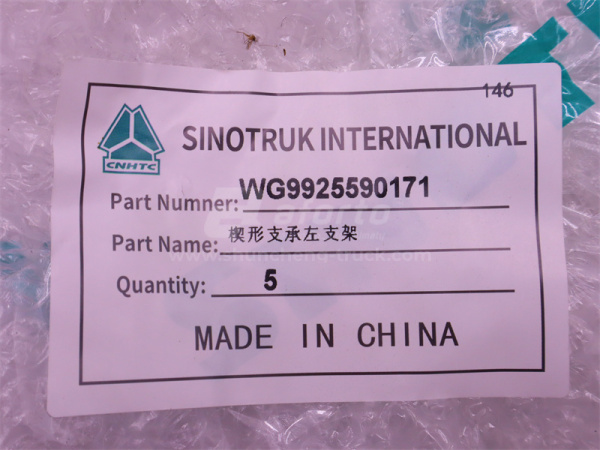 146
CNHTC
SINOTRUK INTERNATIONAL
Part Numner: WG9925590171
Part Name: 楔形支承左支架
Quantity: 5
MADE IN CHINA